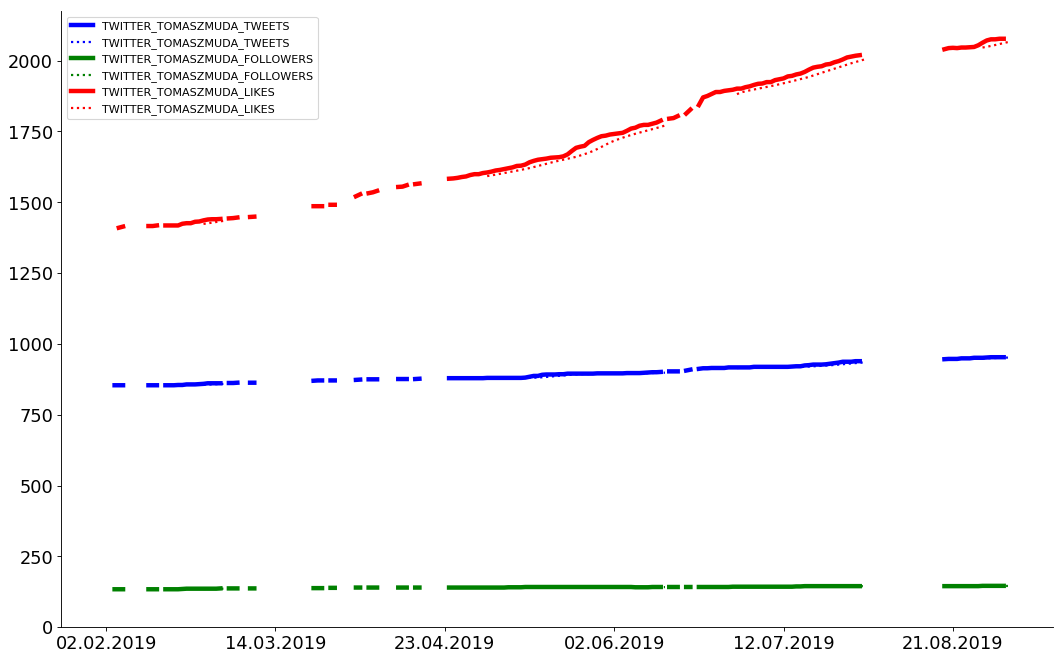 TWITTER_TOMASZMUDA_TWEETS
TWITTER_TOMASZMUDA_TWEETS
TWITTER_TOMASZMUDA_FOLLOWERS
TWITTER_TOMASZMUDA_FOLLOWERS
TWITTER_TOMASZMUDA_LIKES
TWITTER_TOMASZMUDA_LIKES
2000
1750
1500
1250
1000
750
500
250
0
02.02.2019 14.03.2019 23.04.2019 02.06.2019 12.07.2019 21.08.2019